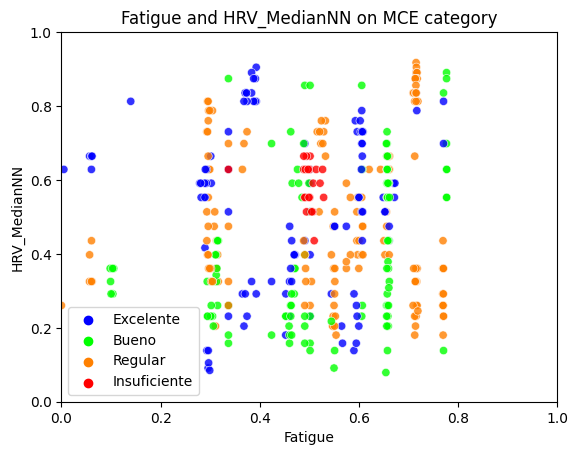 Fatigue and HRV_MedianNN on MCE category
1.0
0.8
0.6
0.4
0.2
0.0
HRV_MedianNN
Excelente
Bueno
Regular
Insuficiente
0.0 0.2 0.4 0.6 0.8 1.0
Fatigue